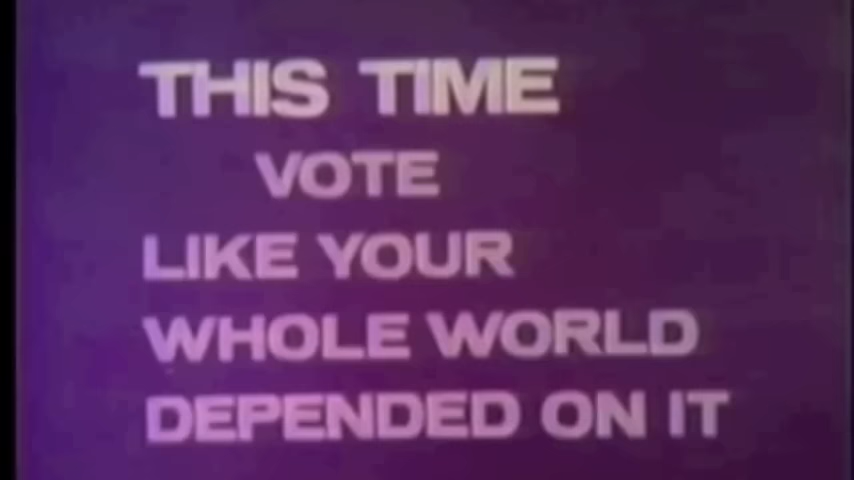 THIS TIME
VOTE
LIKE YOUR
WHOLE WORLD
DEPENDED ON IT